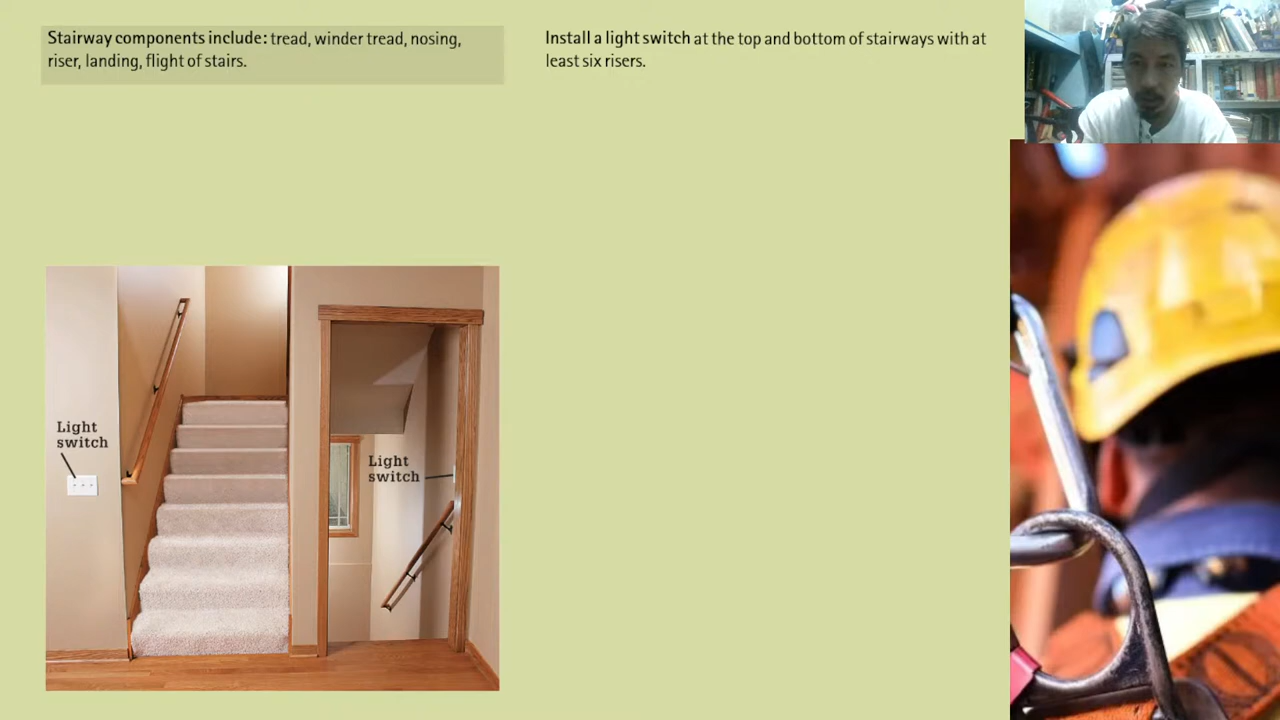 Stairway components include: tread, winder tread, nosing,
riser, landing, flight of stairs.
Install a light switch at the top and bottom of stairways with at
least six risers.
Light
switch
Light
switch